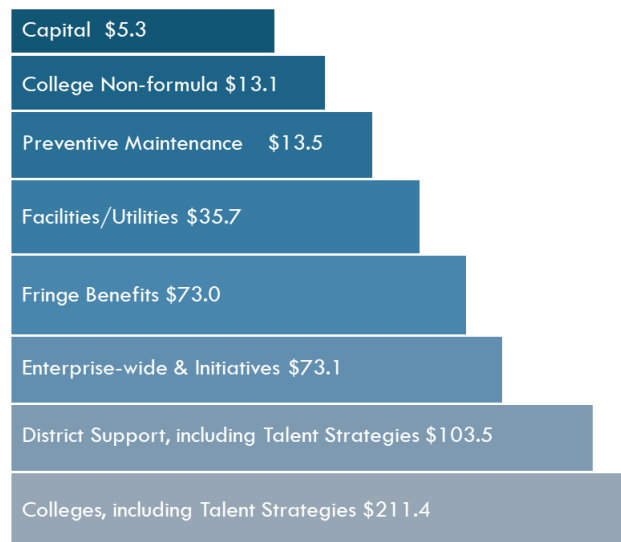 Capital $5.3
College Non-formula $13.1
Preventive Maintenance $13.5
Facilities/Utilities $35.7
Fringe Benefits $73.0
Enterprise-wide & Initiatives $73.1
District Support, including Talent Strategies $103.5
Colleges, including Talent Strategies $211.4